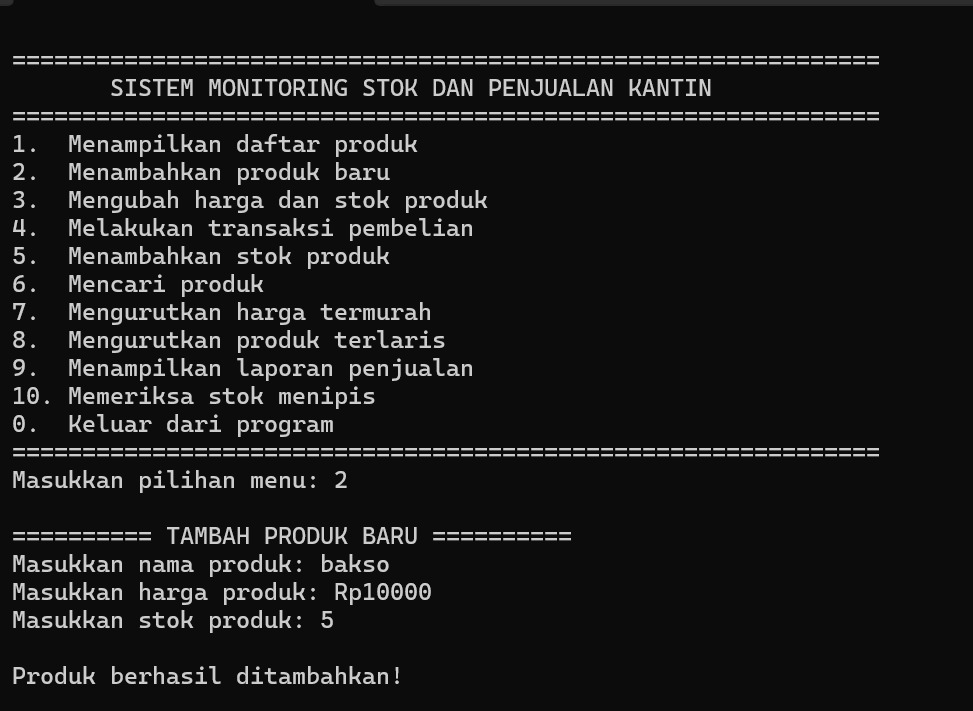 ==============================================================
SISTEM MONITORING STOK DAN PENJUALAN KANTIN
==============================================================
1.  Menampilkan daftar produk
2.  Menambahkan produk baru
3.  Mengubah harga dan stok produk
4.  Melakukan transaksi pembelian
5.  Menambahkan stok produk
6.  Mencari produk
7.  Mengurutkan harga termurah
8.  Mengurutkan produk terlaris
9.  Menampilkan laporan penjualan
10. Memeriksa stok menipis
0.  Keluar dari program
==============================================================
Masukkan pilihan menu: 2
========== TAMBAH PRODUK BARU ==========
Masukkan nama produk: bakso
Masukkan harga produk: Rp10000
Masukkan stok produk: 5
Produk berhasil ditambahkan!